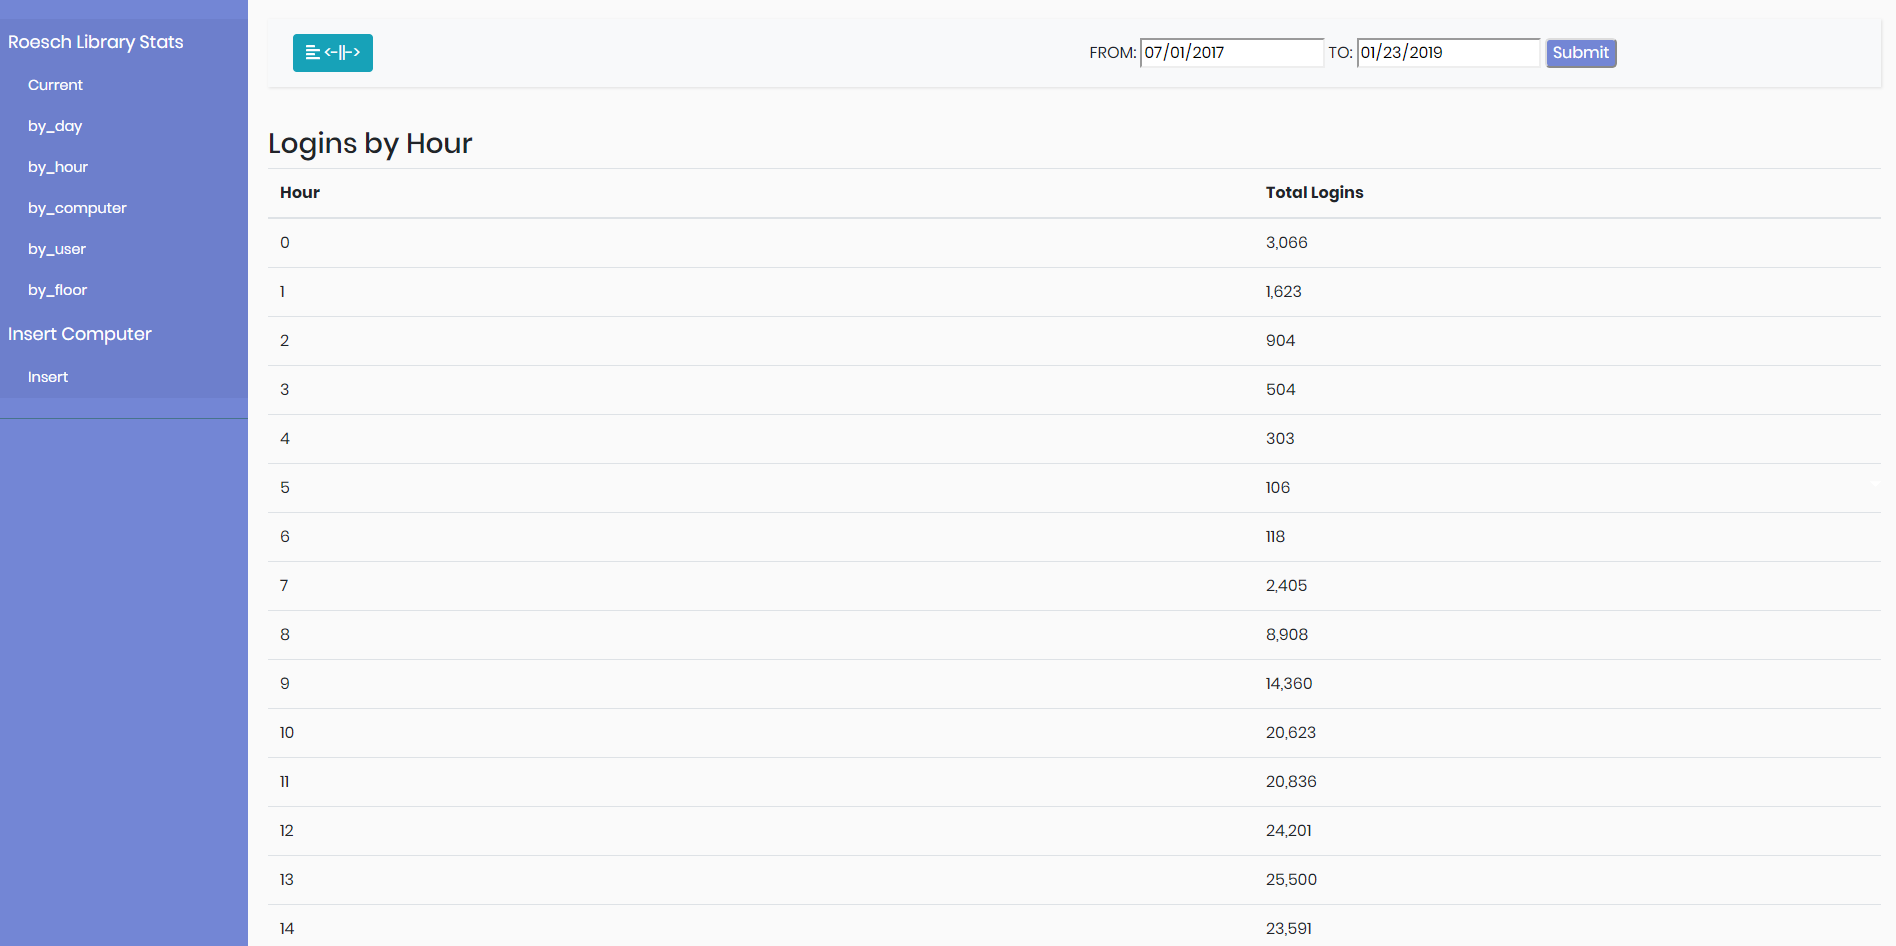 Roesch Library Stats
Current
by_day
by_hour
by_computer
by_user
by_floor
Insert Computer
Insert
<-||->
FROM: 07/01/2017 TO: 01/23/2019 Submit
Logins by Hour
Hour Total Logins
0 3,066
1 1,623
2 904
3 504
4 303
5 106
6 118
7 2,405
8 8,908
9 14,360
10 20,623
11 20,836
12 24,201
13 25,500
14 23,591